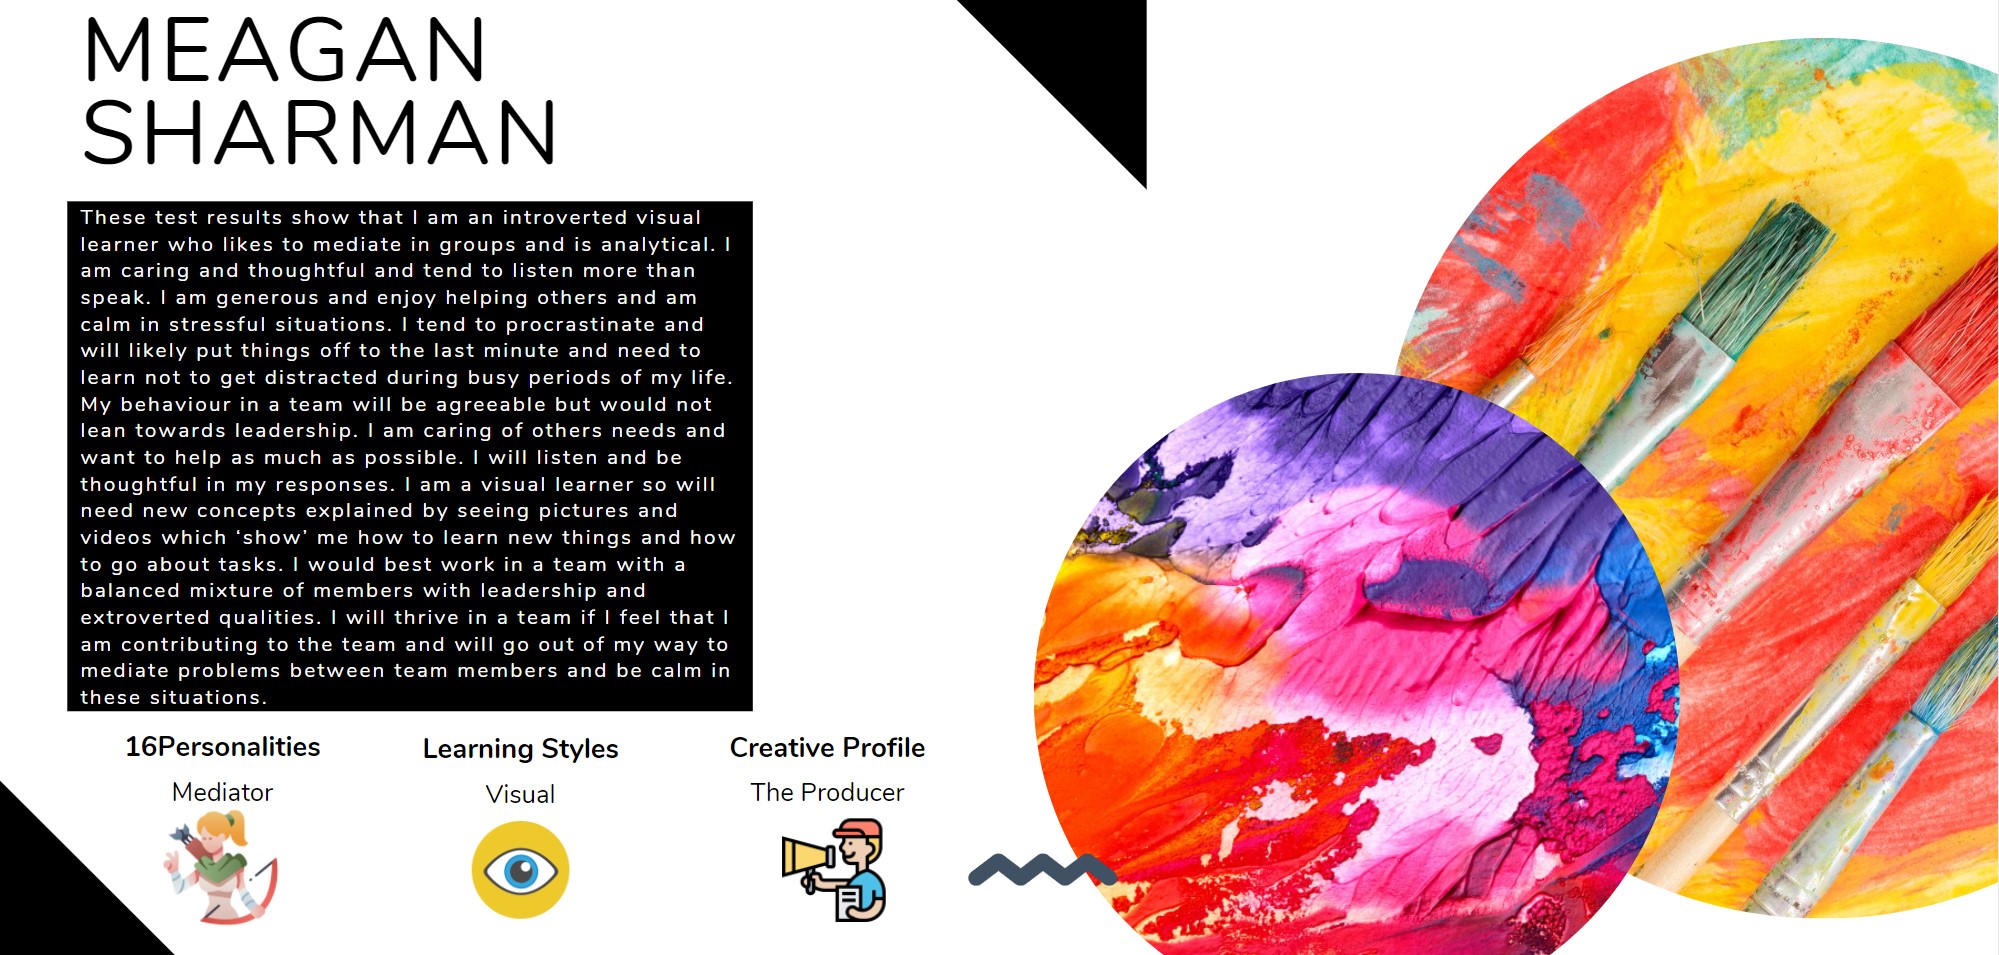 MEAGAN
SHARMAN
These test results show that I am an introverted visual
learner who likes to mediate in groups and is analytical. I
am caring and thoughtful and tend to listen more than
speak. I am generous and enjoy helping others and am
calm in stressful situations. I tend to procrastinate and
will likely put things off to the last minute and need to
learn not to get distracted during busy periods of my life.
My behaviour in a team will be agreeable but would not
lean towards leadership. I am caring of others needs and
want to help as much as possible. I will listen and be
thoughtful in my responses. I am a visual learner so will
need new concepts explained by seeing pictures and
videos which ‘show’ me how to learn new things and how
to go about tasks. I would best work in a team with a
balanced mixture of members with leadership and
extroverted qualities. I will thrive in a team if I feel that I
am contributing to the team and will go out of my way to
mediate problems between team members and be calm in
these situations.
16Personalities
Mediator
Learning Styles
Visual
Creative Profile
The Producer